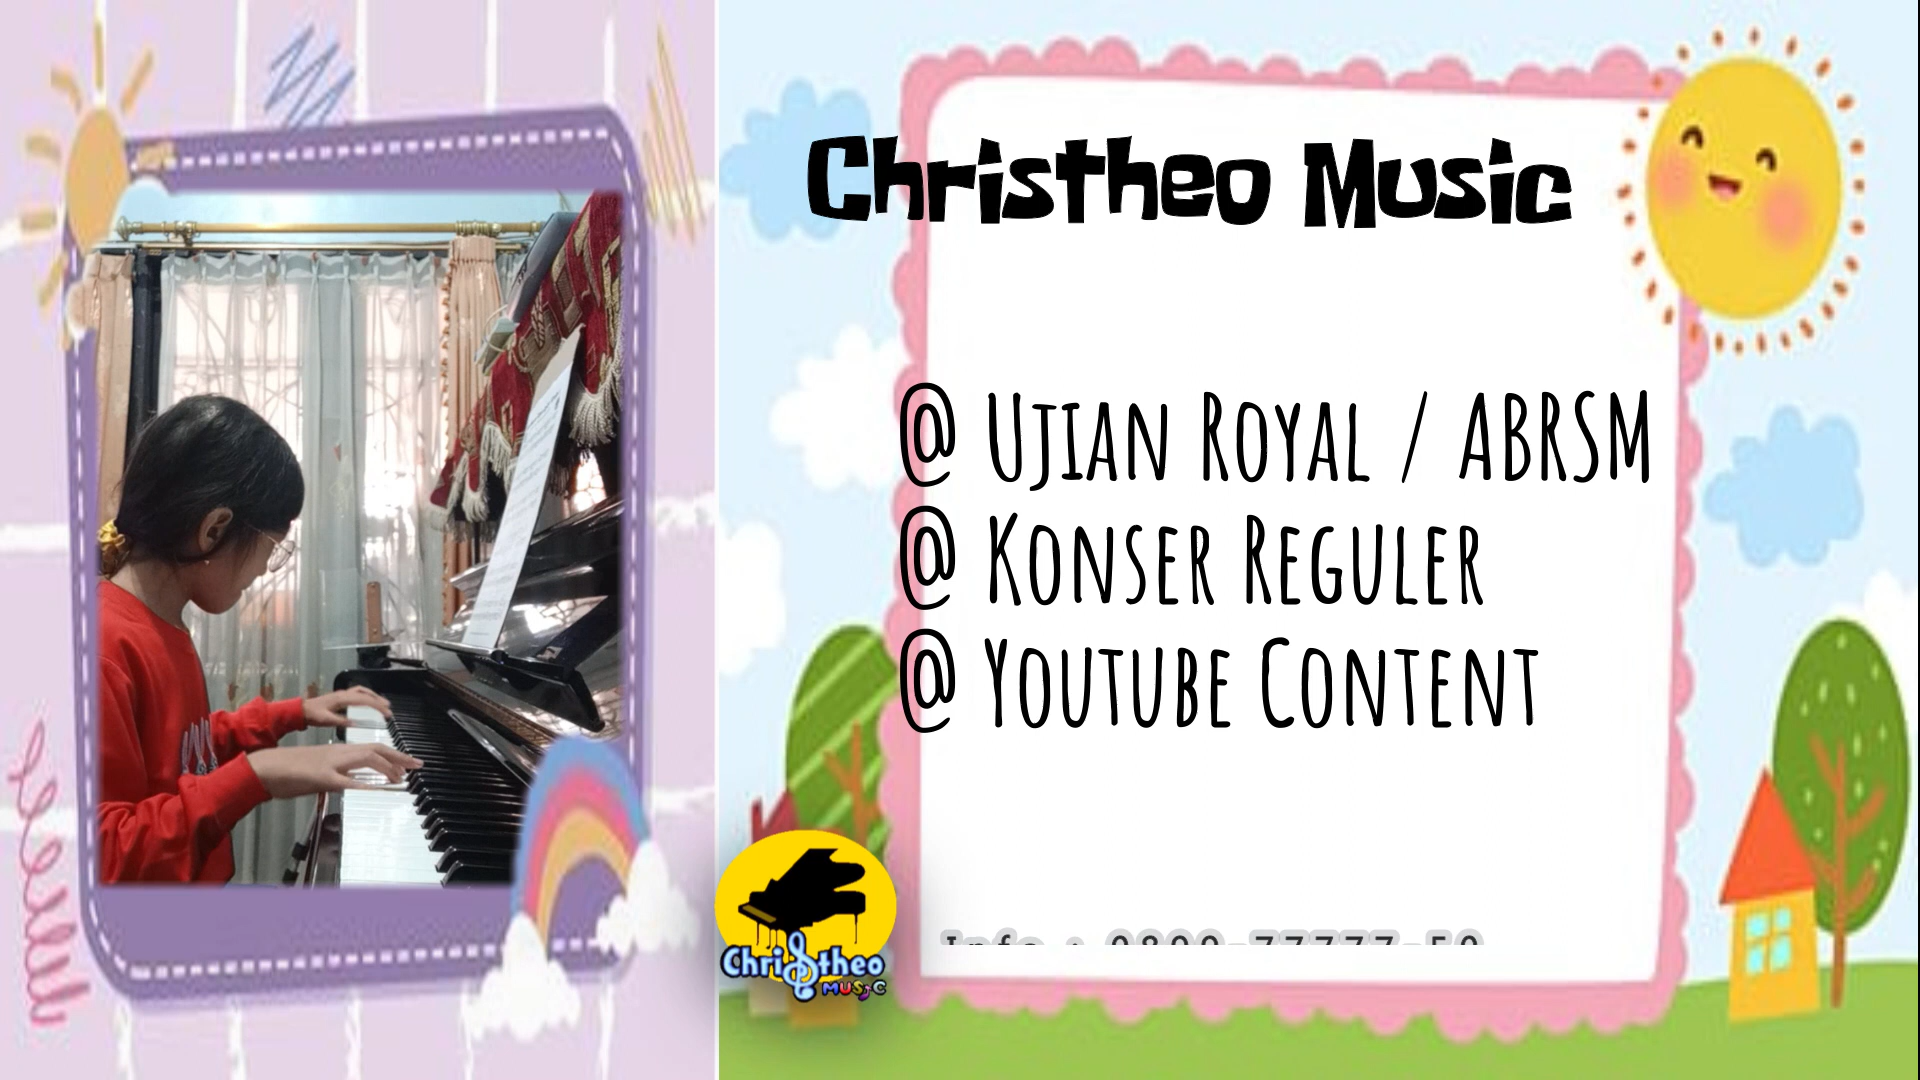 Christheo Music
@ Ujian Royal / ABRSM
@ Konser Reguler
@ Youtube Content
Christheo
MUSIC